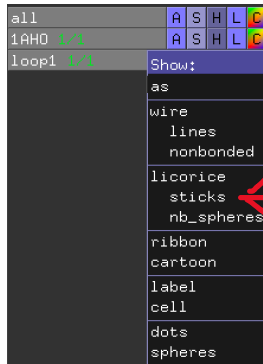 all A S H L C
1AHO 1/1 A S H L C
loop1 1/1
Show:
as
wire
lines
nonbonded
licorice
sticks
nb_spheres
ribbon
cartoon
label
cell
dots
spheres